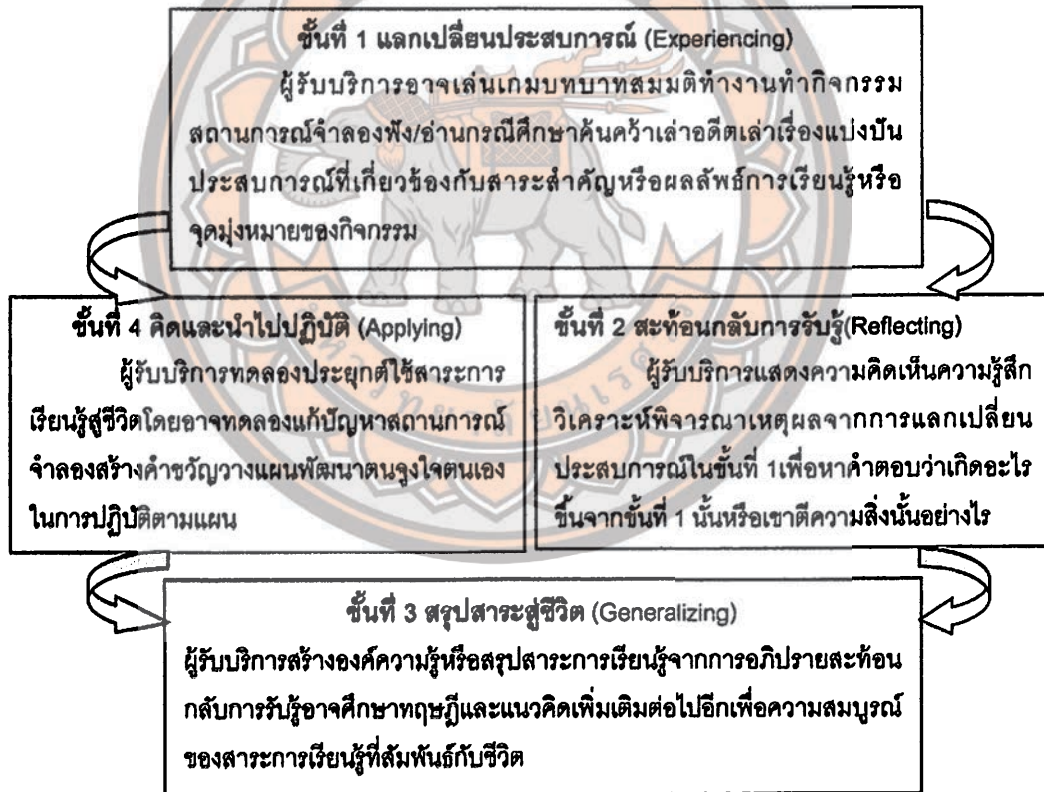 ขั้นที่ 1 แลกเปลี่ยนประสบการณ์ (Experiencing)
ผู้รับบริการอาจเล่นเกมบทบาทสมมติทำงานทำกิจกรรม
สถานการณ์จำลองฟัง/อ่านกรณีศึกษาค้นคว้าเล่าอดีตเล่าเรื่องแบ่งปัน
ประสบการณ์ที่เกี่ยวข้องกับสาระสำคัญหรือผลลัพธ์การเรียนรู้หรือ
จุดมุ่งหมายของกิจกรรม
ขั้นที่ 4 คิดและนำไปปฏิบัติ (Applying)
ผู้รับบริการทดลองประยุกต์ใช้สาระการ
เรียนรู้สู่ชีวิตโดยอาจทดลองแก้ปัญหาสถานการณ์
จำลองสร้างคำขวัญวางแผนพัฒนาตนจูงใจตนเอง
ในการปฏิบัติตามแผน
ขั้นที่ 2 สะท้อนกลับการรับรู้(Reflecting)
ผู้รับบริการแสดงความคิดเห็นความรู้สึก
วิเคราะห์พิจารณาเหตุผลจากการแลกเปลี่ยน
ประสบการณ์ในขั้นที่ 1เพื่อหาคำตอบว่าเกิดอะไร
ขึ้นจากขั้นที่ 1 นั้นหรือเขาตีความสิ่งนั้นอย่างไร
ขั้นที่ 3 สรุปสาระสู่ชีวิต (Generalizing)
ผู้รับบริการสร้างองค์ความรู้หรือสรุปสาระการเรียนรู้จากการอภิปรายสะท้อน
กลับการรับรู้อาจศึกษาทฤษฎีและแนวคิดเพิ่มเติมต่อไปอีกเพื่อความสมบูรณ์
ของสาระการเรียนรู้ที่สัมพันธ์กับชีวิต